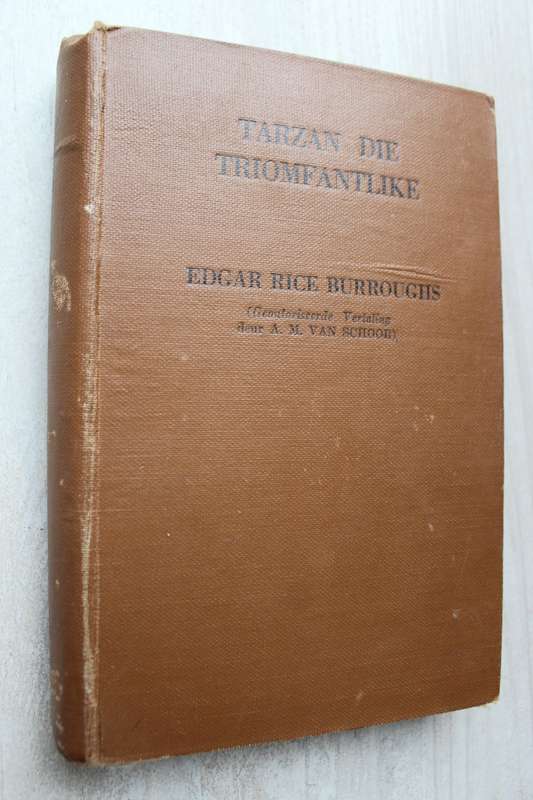 TARZAN DIE
TRIOMFANTLIKE
EDGAR RICE BURROUGHS
(Geoutoriseerde Vertaling
deur A. M. VAN SCHOOR)